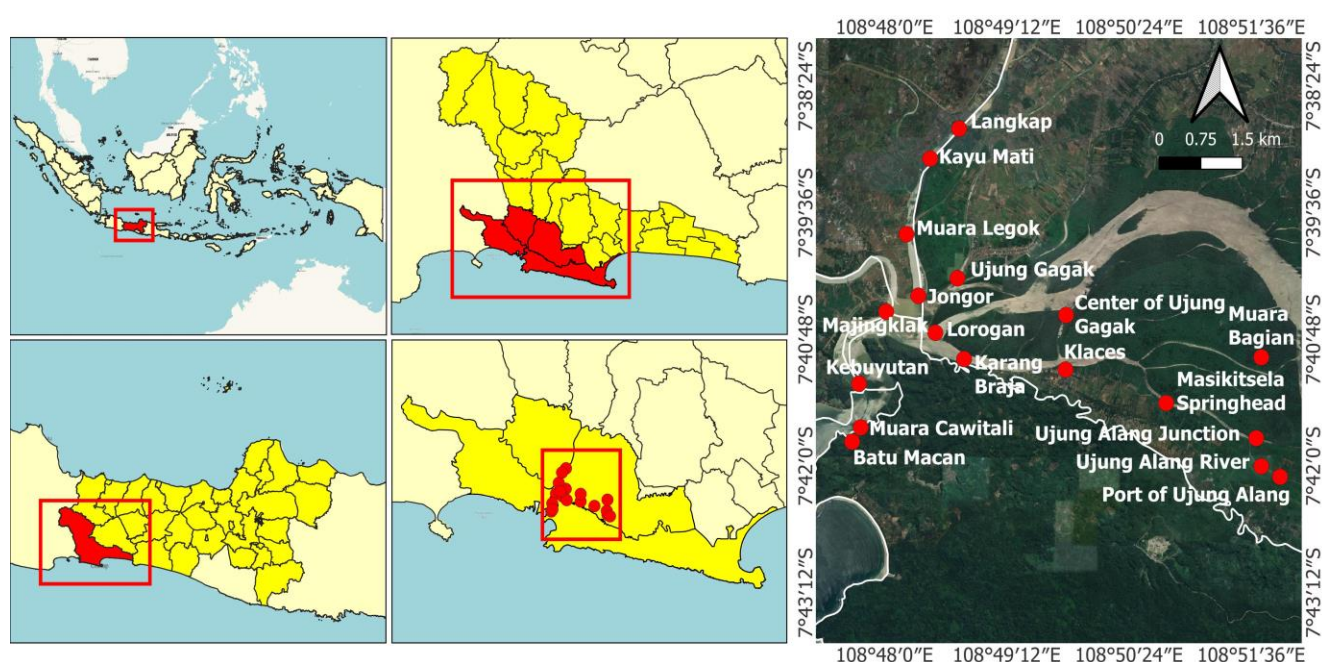 108°48′0″E 108°49′12″E 108°50′24″E 108°51′36″E
7°38′24″S
7°39′36″S
7°40′48″S
7°42′0″S
7°43′12″S
Langkap
Kayu Mati
0 0.75 1.5 km
Muara Legok
Ujung Gagak
Jongor
Center of Ujung
Gagak
Muara
Bagian
Majingklak
Lorogan
Klaces
Kebuyutan
Karang
Braja
Masikitsela
Springhead
Muara Cawitali
Ujung Alang Junction
Batu Macan
Ujung Alang River
Port of Ujung Alang
7°38′24″S
7°39′36″S
7°40′48″S
7°42′0″S
7°43′12″S
108°48′0″E 108°49′12″E 108°50′24″E 108°51′36″E